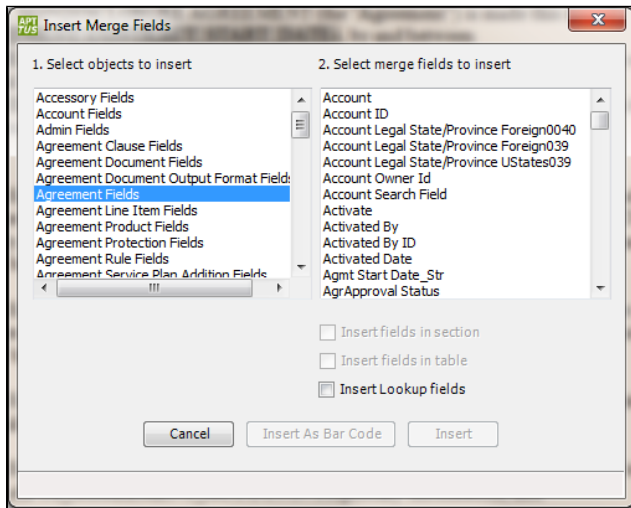 APT
TUS
Insert Merge Fields
1. Select objects to insert
Accessory Fields
Account Fields
Admin Fields
Agreement Clause Fields
Agreement Document Fields
Agreement Document Output Format Fields
Agreement Fields
Agreement Line Item Fields
Agreement Product Fields
Agreement Protection Fields
Agreement Rule Fields
Agreement Service Plan Addition Fields
2. Select merge fields to insert
Account
Account ID
Account Legal State/Province Foreign0040
Account Legal State/Province Foreign039
Account Legal State/Province UStates039
Account Owner Id
Account Search Field
Activate
Activated By
Activated By ID
Activated Date
Agmt Start Date_Str
AgrApproval Status
Insert fields in section
Insert fields in table
Insert Lookup fields
Cancel
Insert As Bar Code
Insert